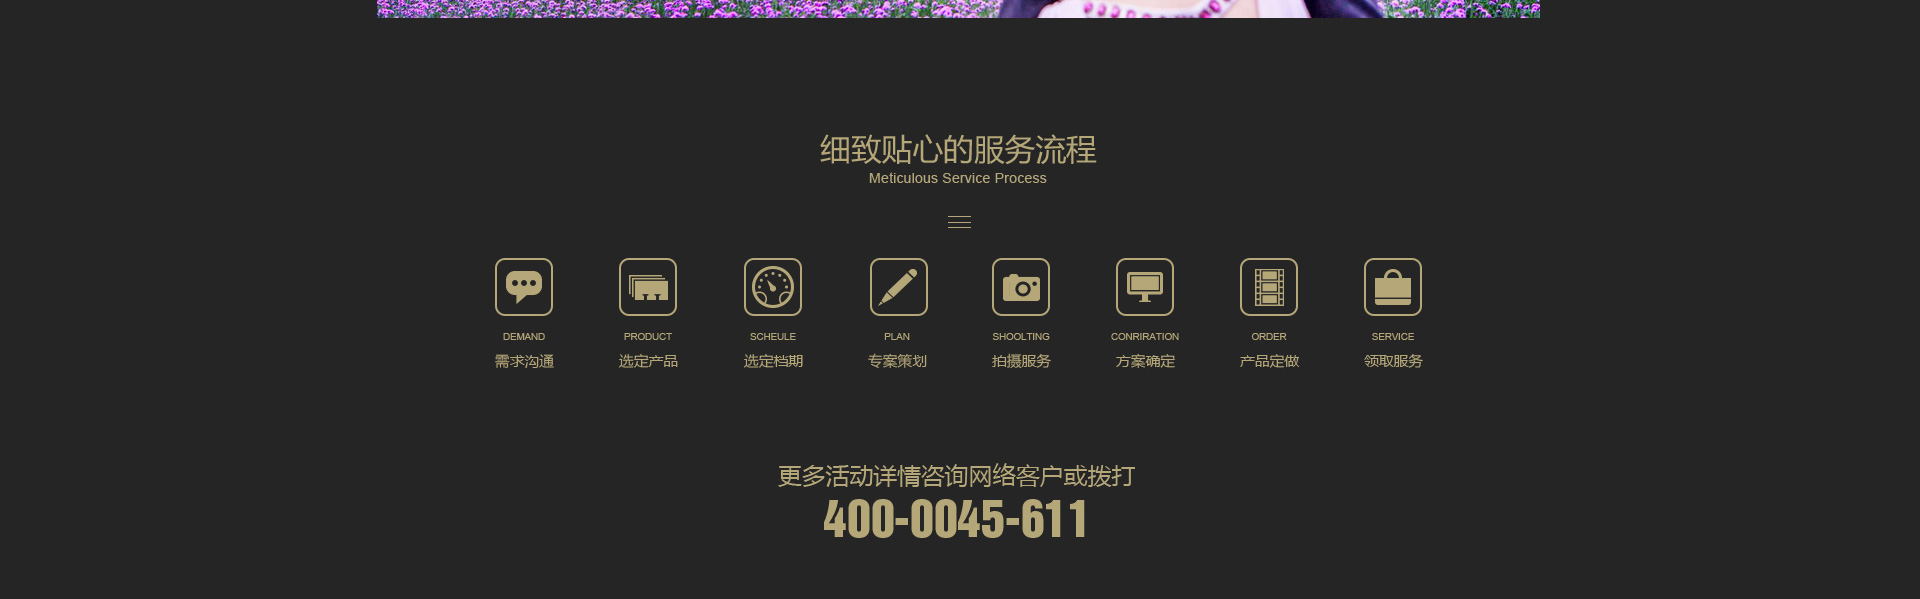 细致贴心的服务流程
Meticulous Service Process
DEMAND PRODUCT SCHEULE PLAN SHOOLTING CONRIRATION ORDER SERVICE
需求沟通 选定产品 选定档期 专案策划 拍摄服务 方案确定 产品定做 领取服务
更多活动详情咨询网络客户或拨打
400-0045-611